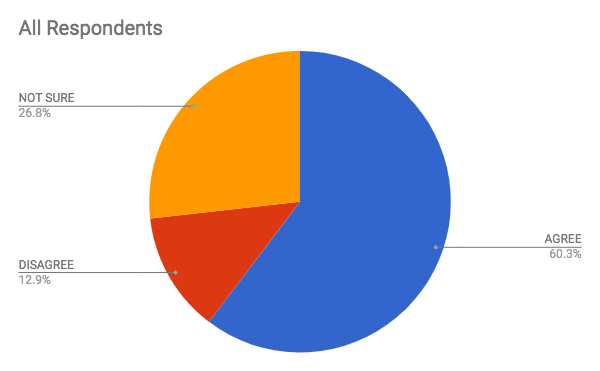 All Respondents
NOT SURE
26.8%
AGREE
60.3%
DISAGREE
12.9%